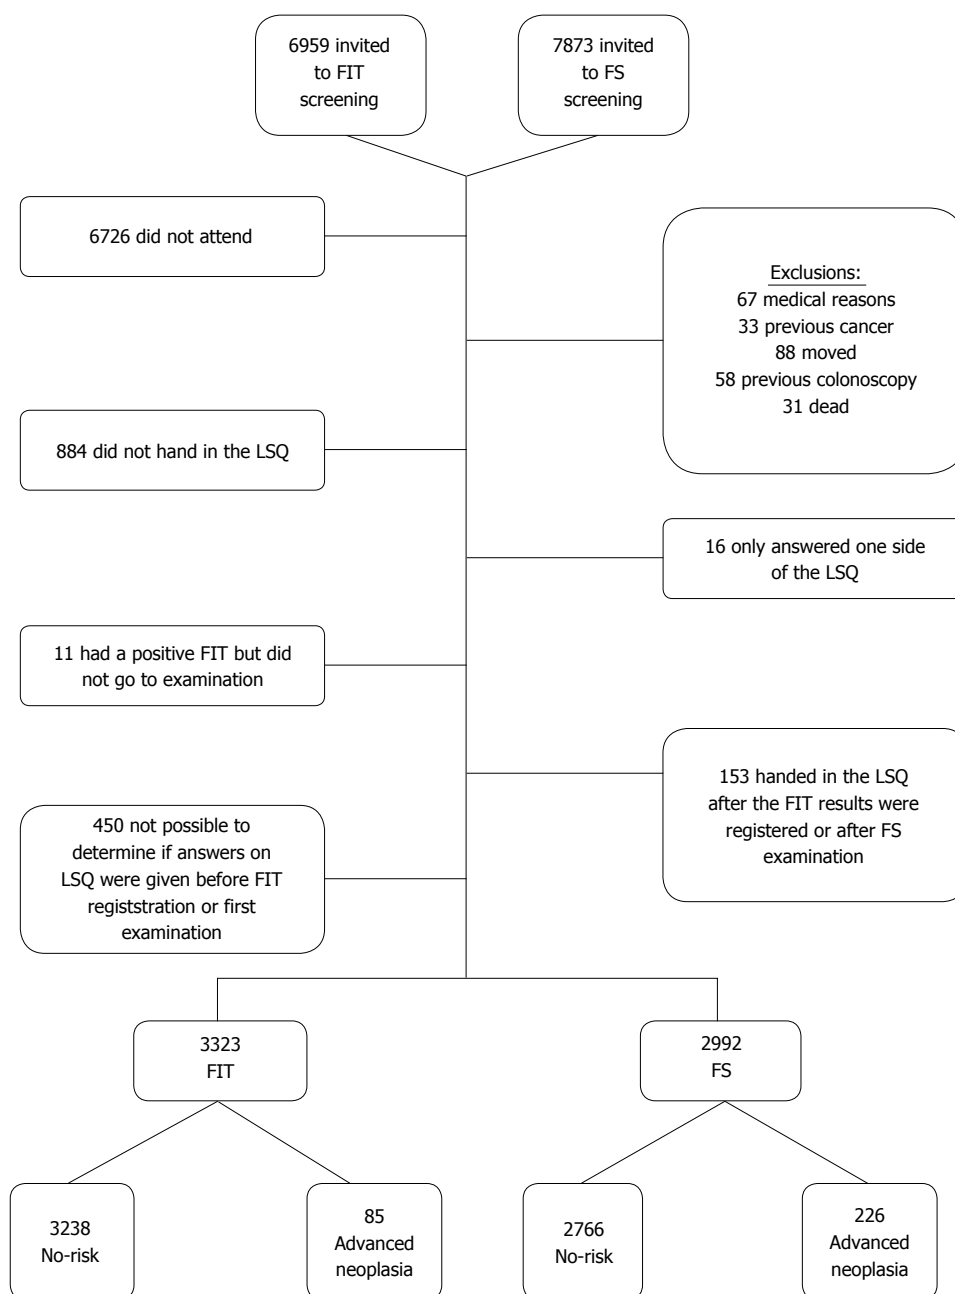 6959 invited
to FIT
screening
7873 invited
to FS
screening
6726 did not attend
Exclusions:
67 medical reasons
33 previous cancer
88 moved
58 previous colonoscopy
31 dead
884 did not hand in the LSQ
16 only answered one side
of the LSQ
11 had a positive FIT but did
not go to examination
153 handed in the LSQ
after the FIT results were
registered or after FS
examination
450 not possible to
determine if answers on
LSQ were given before FIT
registstration or first
examination
3323
FIT
2992
FS
3238
No-risk
85
Advanced
neoplasia
2766
No-risk
226
Advanced
neoplasia